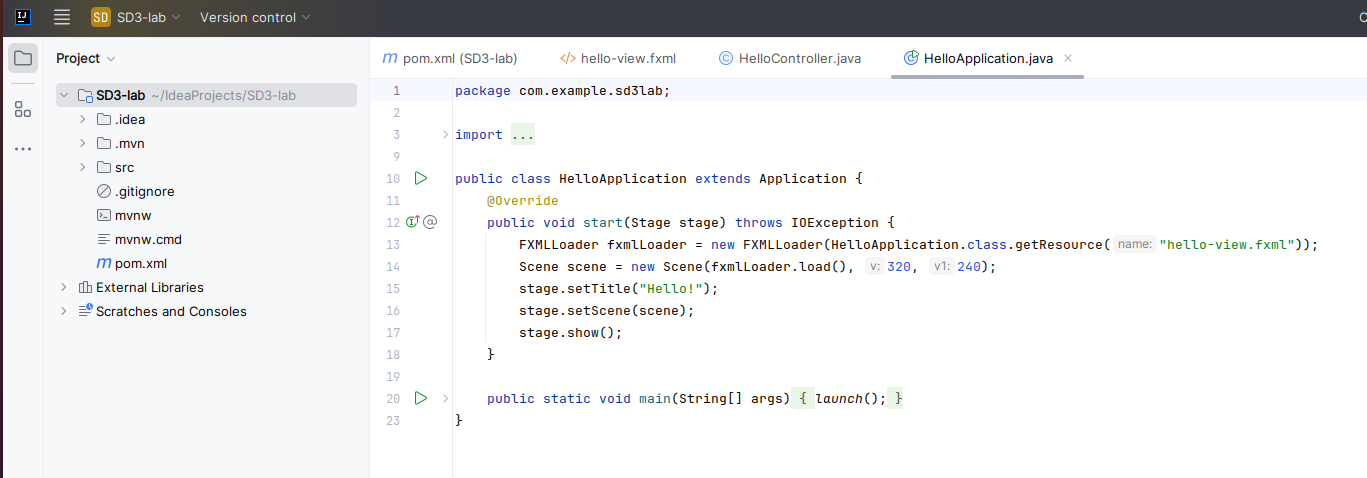 IJ SD SD3-lab Version control C
Project
SD3-lab ~/IdeaProjects/SD3-lab
.idea
.mvn
src
.gitignore
mvnw
mvnw.cmd
m pom.xml
External Libraries
Scratches and Consoles
m pom.xml (SD3-lab) </> hello-view.fxml © HelloController.java HelloApplication.java ×
1 package com.example.sd3lab;
2
3 import ...
9
10 public class HelloApplication extends Application {
11 @Override
12 @ public void start(Stage stage) throws IOException {
13 FXMLLoader fxmlLoader = new FXMLLoader(HelloApplication.class.getResource( name: "hello-view.fxml"));
14 Scene scene = new Scene(fxmlLoader.load(), v: 320, v1: 240);
15 stage.setTitle("Hello!");
16 stage.setScene(scene);
17 stage.show();
18 }
19
20 public static void main(String[] args) { launch(); }
23 }